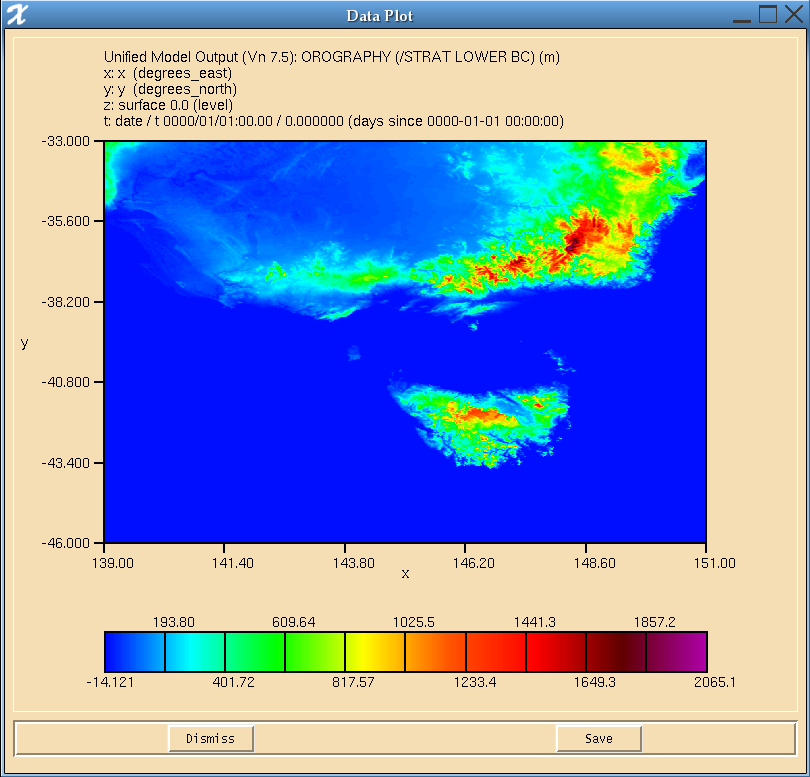 Data Plot
Unified Model Output (Vn 7.5): OROGRAPHY (/STRAT LOWER BC) (m)
x: x (degrees_east)
y: y (degrees_north)
z: surface 0.0 (level)
t: date / t 0000/01/01:00.00 / 0.000000 (days since 0000-01-01 00:00:00)
-33.000
-35.600
-38.200
y
-40.800
-43.400
-46.000
139.00 141.40 143.80 146.20 148.60 151.00
x
193.80 609.64 1025.5 1441.3 1857.2
-14.121 401.72 817.57 1233.4 1649.3 2065.1
Dismiss Save